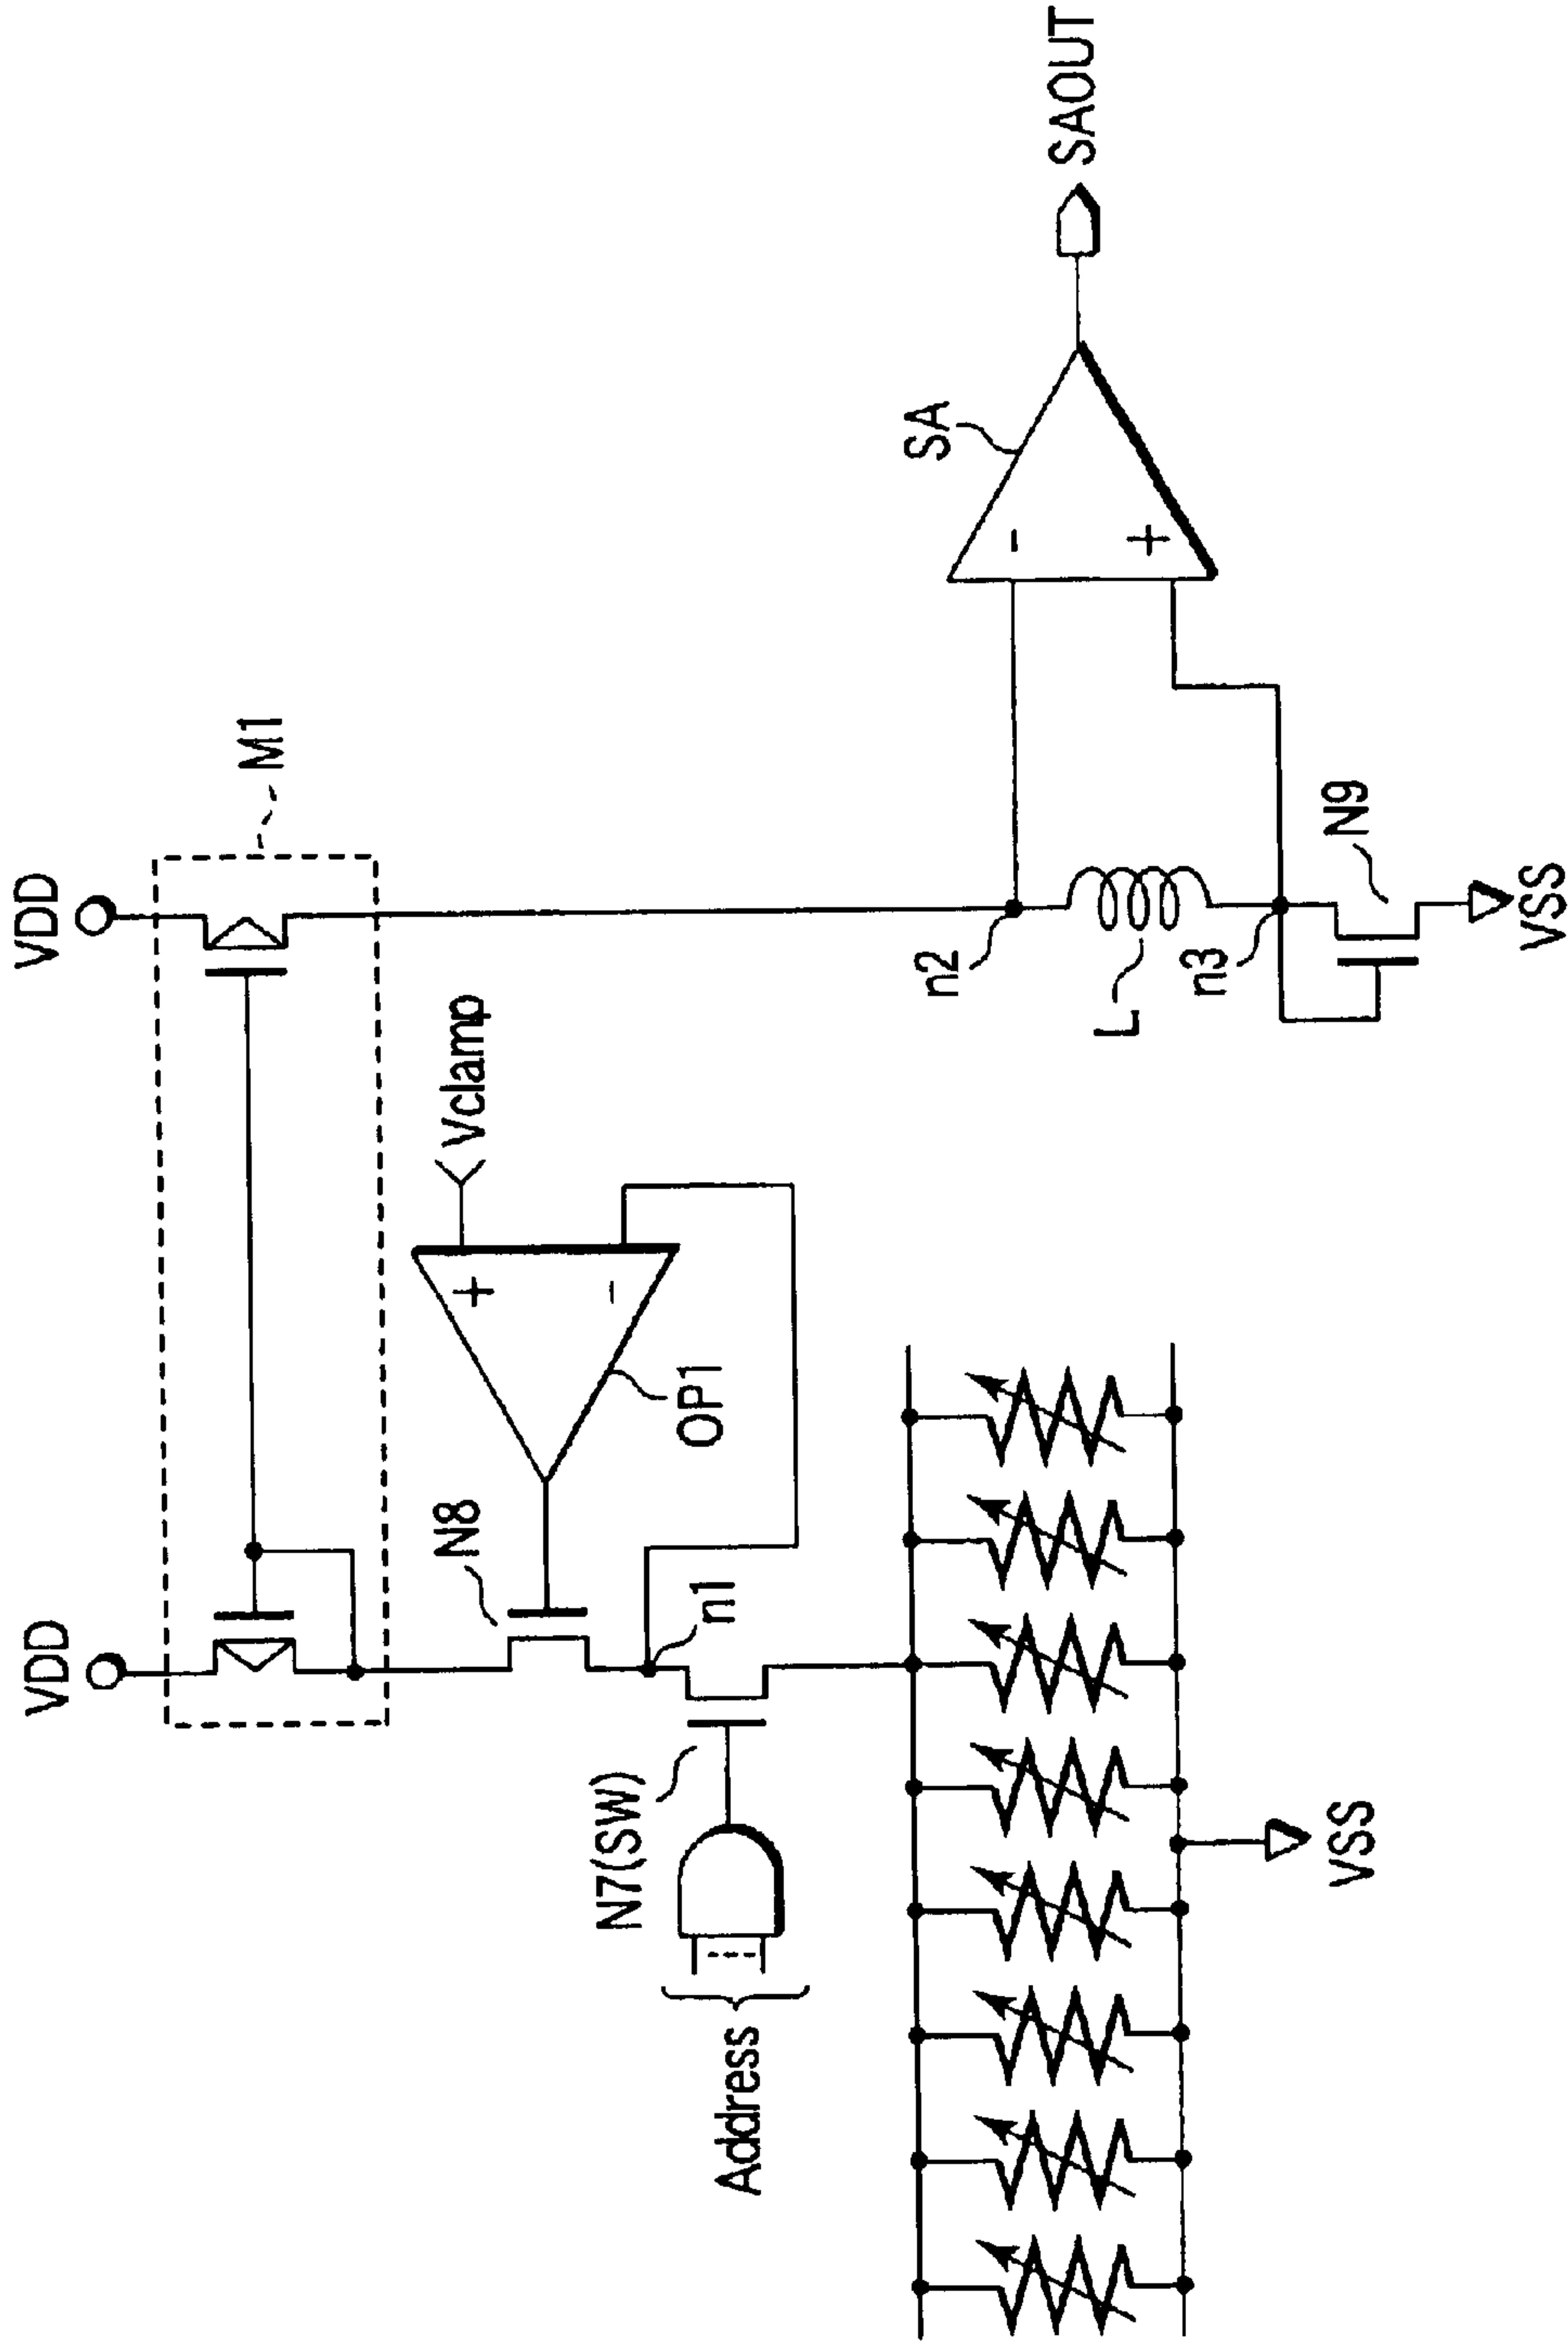 VDD
VDD
M1
Vclamp
+
-
OP1
N8
n1
N7(SW)
Address
VSS
n2
L
n3
N9
VSS
SA
-
+
SAOUT